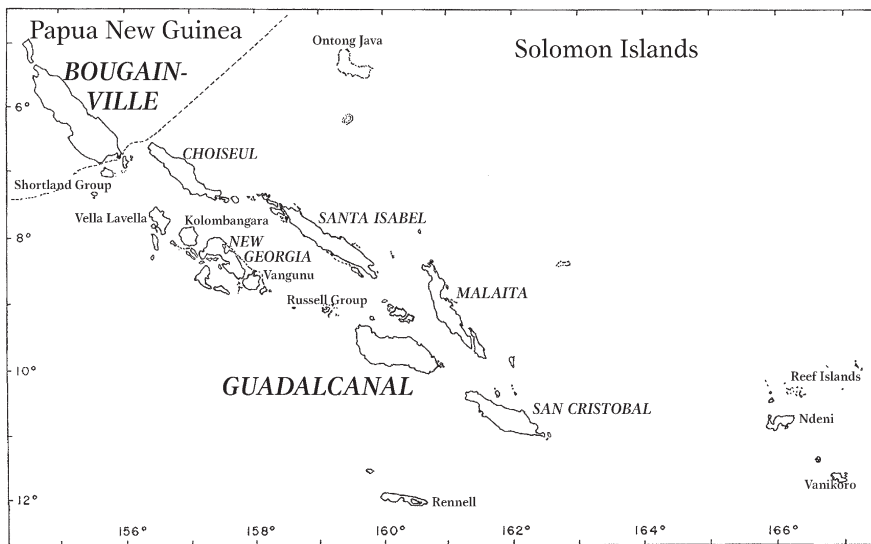 Papua New Guinea
Ontong Java
Solomon Islands
BOUGAIN-
VILLE
6°
CHOISEUL
Shortland Group
Vella Lavella
Kolombangara
SANTA ISABEL
8°
NEW
GEORGIA
Vangunu
Russell Group
MALAITA
10°
GUADALCANAL
Reef Islands
SAN CRISTOBAL
Ndeni
Vanikoro
12°
Rennell
156°
158°
160°
162°
164°
166°